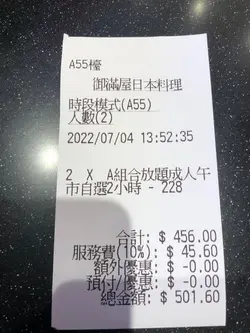 A55檯
御滿屋日本料理
時段模式(A55)
人數(2)
2022/07/04 13:52:35
2 X A組合放題成人午
市自選2小時 - 228
合計: $ 456.00
服務費(10%): $ 45.60
額外優惠: $ -0.00
預付/優惠: $ -0.00
總金額: $ 501.60